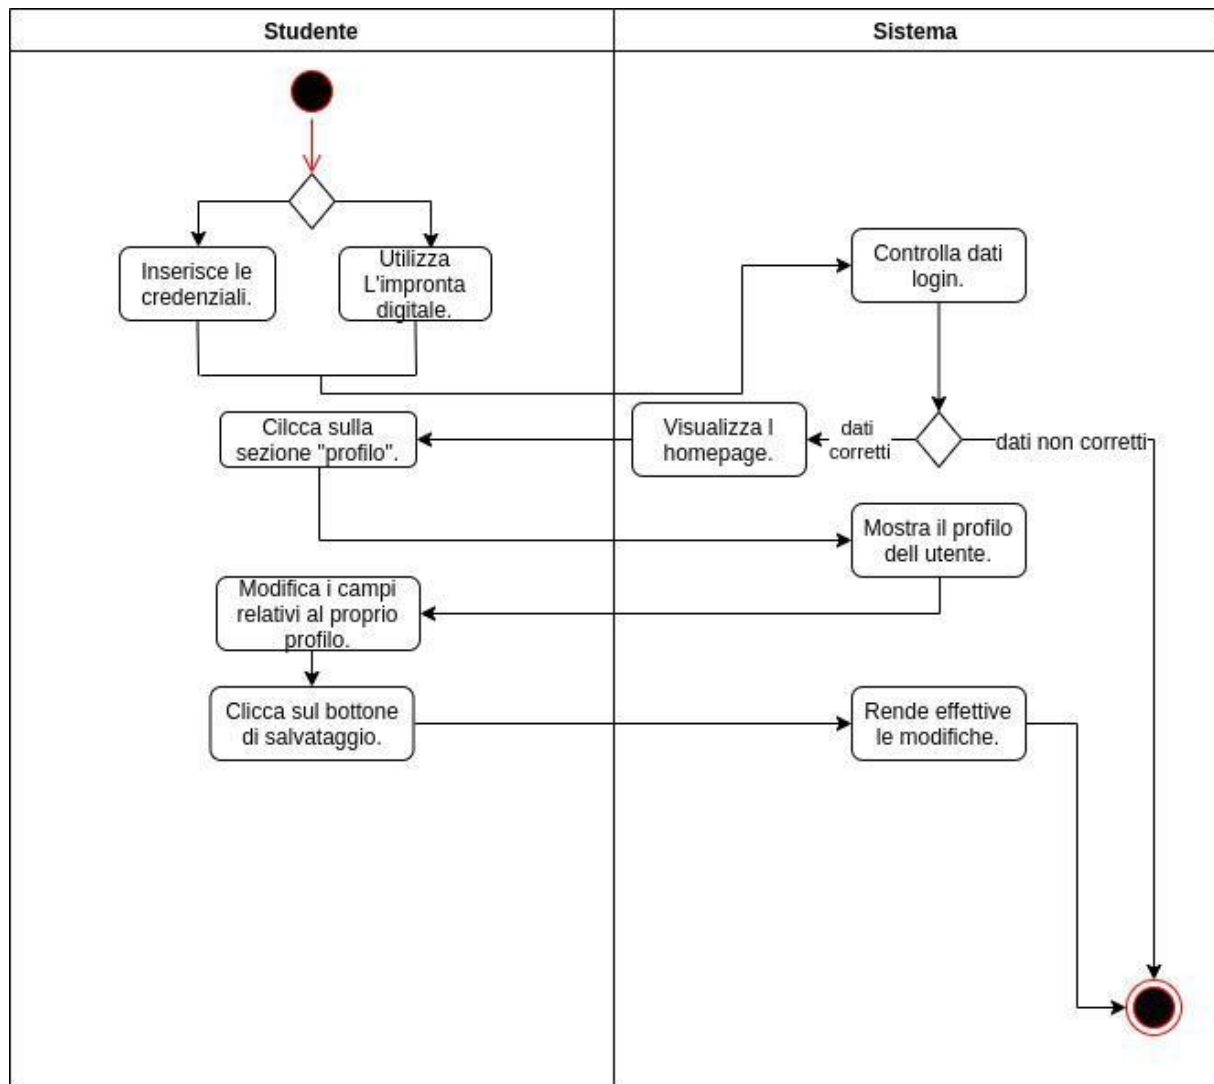 Studente
Sistema
Inserisce le
credenziali.
Utilizza
L'impronta
digitale.
Controlla dati
login.
Cilcca sulla
sezione "profilo".
Visualizza l
homepage.
dati
corretti
dati non corretti
Mostra il profilo
dell utente.
Modifica i campi
relativi al proprio
profilo.
Clicca sul bottone
di salvataggio.
Rende effettive
le modifiche.